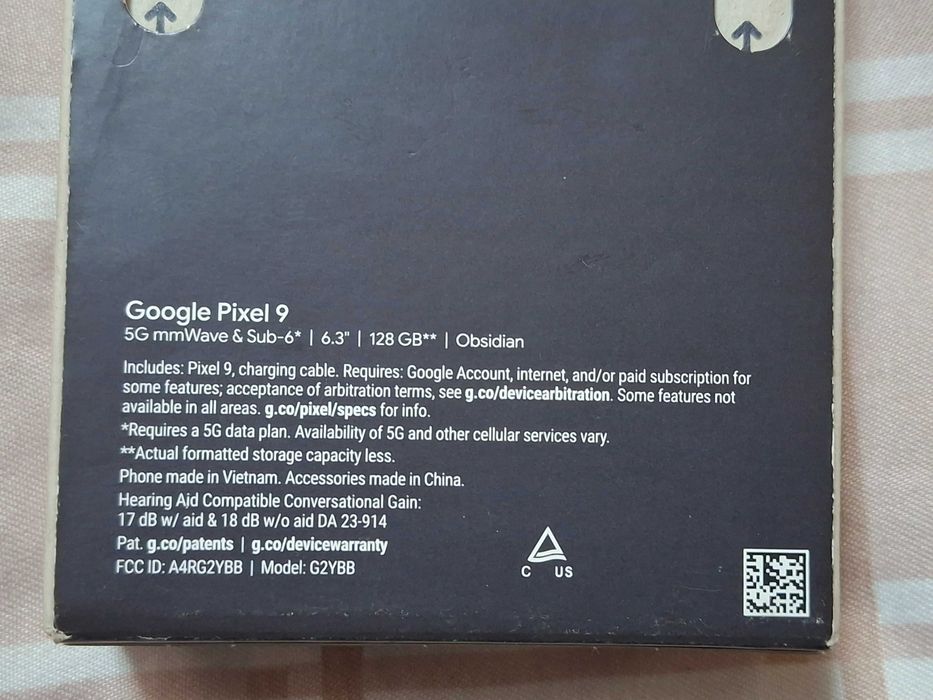 Google Pixel 9
5G mmWave & Sub-6* | 6.3" | 128 GB** | Obsidian
Includes: Pixel 9, charging cable. Requires: Google Account, internet, and/or paid subscription for
some features; acceptance of arbitration terms, see g.co/devicearbitration. Some features not
available in all areas. g.co/pixel/specs for info.
*Requires a 5G data plan. Availability of 5G and other cellular services vary.
**Actual formatted storage capacity less.
Phone made in Vietnam. Accessories made in China.
Hearing Aid Compatible Conversational Gain:
17 dB w/ aid & 18 dB w/o aid DA 23-914
Pat. g.co/patents | g.co/devicewarranty
FCC ID: A4RG2YBB | Model: G2YBB
C US